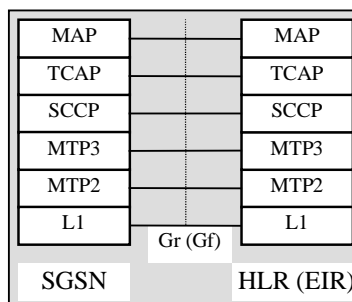 MAP MAP
TCAP TCAP
SCCP SCCP
MTP3 MTP3
MTP2 MTP2
L1 L1
Gr (Gf)
SGSN HLR (EIR)